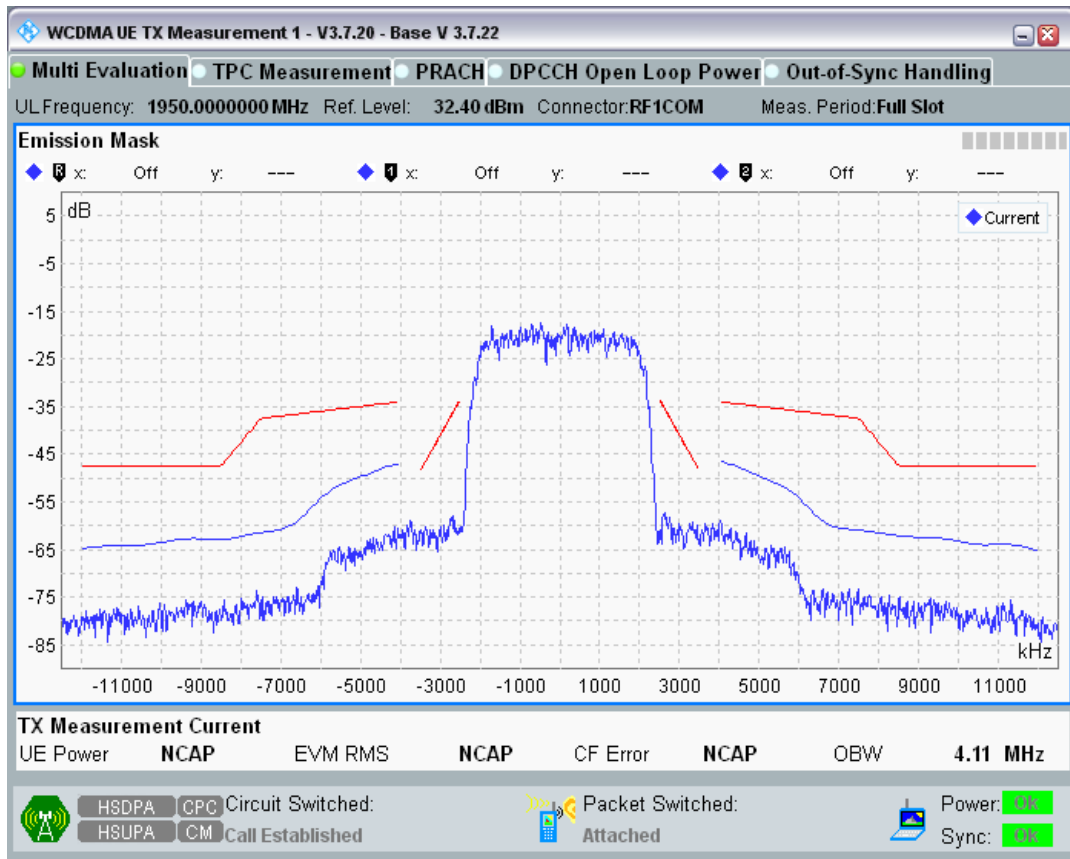 WCDMA UE TX Measurement 1 - V3.7.20 - Base V 3.7.22
Multi Evaluation TPC Measurement PRACH DPCCH Open Loop Power Out-of-Sync Handling
UL Frequency: 1950.0000000 MHz Ref. Level: 32.40 dBm Connector:RF1COM Meas. Period:Full Slot
Emission Mask
R x: Off y: --- 1 x: Off y: --- 2 x: Off y: ---
dB
Current
5
-5
-15
-25
-35
-45
-55
-65
-75
-85
kHz
-11000 -9000 -7000 -5000 -3000 -1000 1000 3000 5000 7000 9000 11000
TX Measurement Current
UE Power NCAP EVM RMS NCAP CF Error NCAP OBW 4.11 MHz
HSDPA CPC Circuit Switched: Packet Switched: Power: Ok
HSUPA CM Call Established Attached Sync: Ok